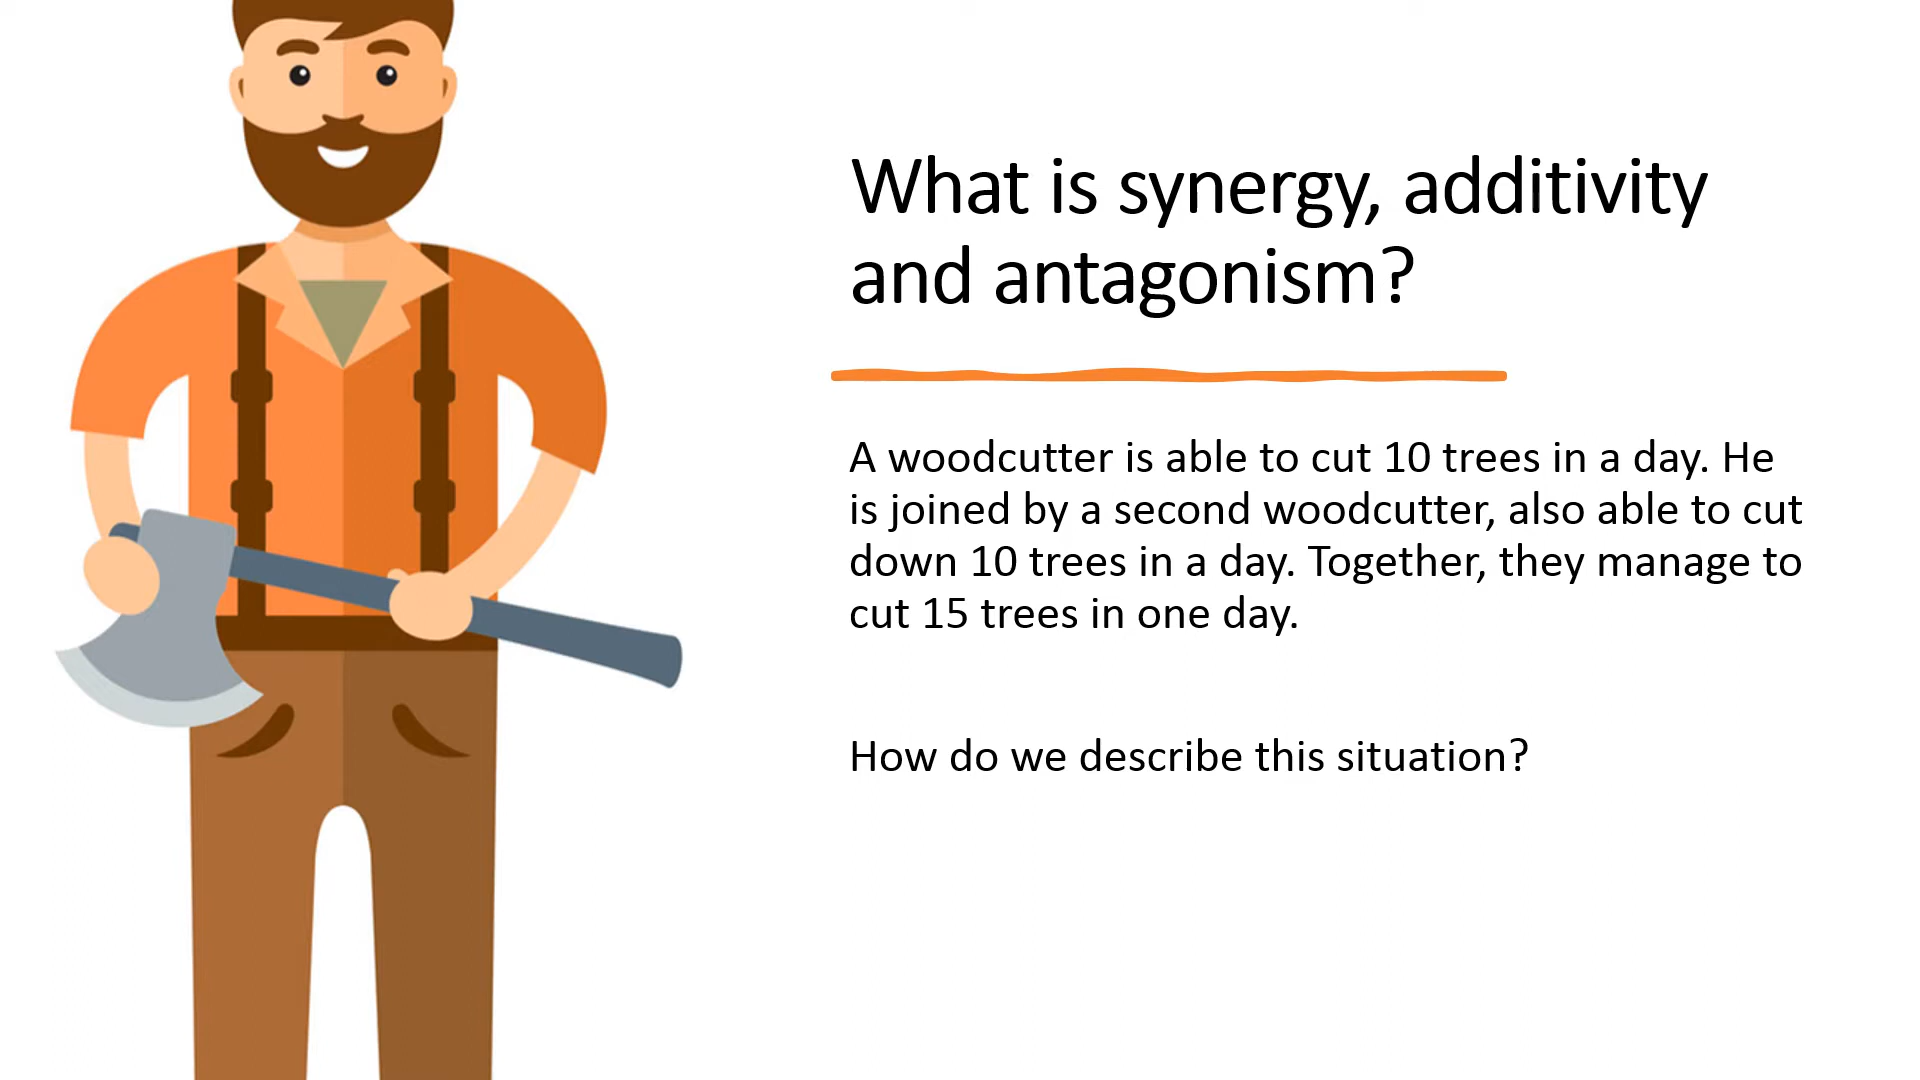 What is synergy, additivity
and antagonism?
A woodcutter is able to cut 10 trees in a day. He
is joined by a second woodcutter, also able to cut
down 10 trees in a day. Together, they manage to
cut 15 trees in one day.
How do we describe this situation?